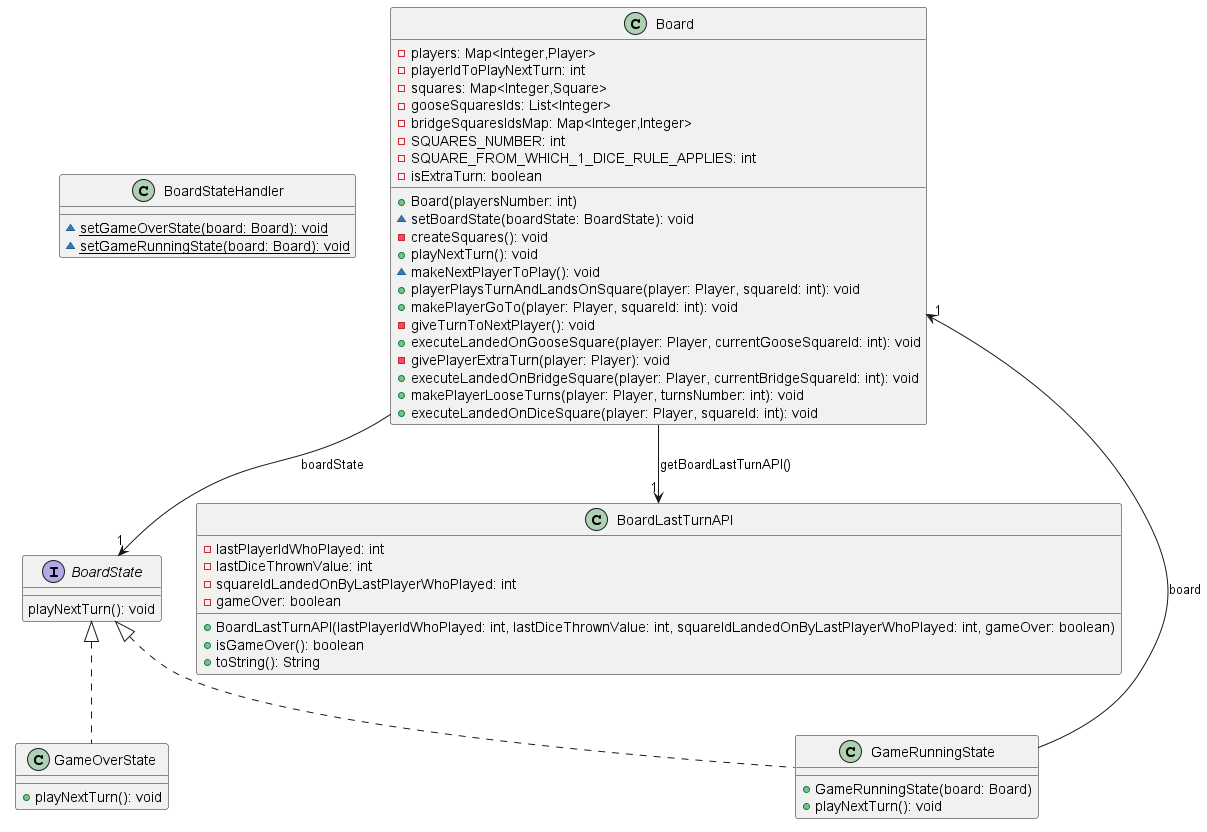 C Board
players: Map<Integer,Player>
playerIdToPlayNextTurn: int
squares: Map<Integer,Square>
gooseSquaresIds: List<Integer>
bridgeSquaresIdsMap: Map<Integer,Integer>
SQUARES_NUMBER: int
SQUARE_FROM_WHICH_1_DICE_RULE_APPLIES: int
isExtraTurn: boolean
Board(playersNumber: int)
setBoardState(boardState: BoardState): void
createSquares(): void
playNextTurn(): void
makeNextPlayerToPlay(): void
playerPlaysTurnAndLandsOnSquare(player: Player, squareId: int): void
makePlayerGoTo(player: Player, squareId: int): void
giveTurnToNextPlayer(): void
executeLandedOnGooseSquare(player: Player, currentGooseSquareId: int): void
givePlayerExtraTurn(player: Player): void
executeLandedOnBridgeSquare(player: Player, currentBridgeSquareId: int): void
makePlayerLooseTurns(player: Player, turnsNumber: int): void
executeLandedOnDiceSquare(player: Player, squareId: int): void
C BoardStateHandler
setGameOverState(board: Board): void
setGameRunningState(board: Board): void
1
boardState
getBoardLastTurnAPI()
1
1
board
I BoardState
playNextTurn(): void
C BoardLastTurnAPI
lastPlayerIdWhoPlayed: int
lastDiceThrownValue: int
squareIdLandedOnByLastPlayerWhoPlayed: int
gameOver: boolean
BoardLastTurnAPI(lastPlayerIdWhoPlayed: int, lastDiceThrownValue: int, squareIdLandedOnByLastPlayerWhoPlayed: int, gameOver: boolean)
isGameOver(): boolean
toString(): String
C GameOverState
playNextTurn(): void
C GameRunningState
GameRunningState(board: Board)
playNextTurn(): void